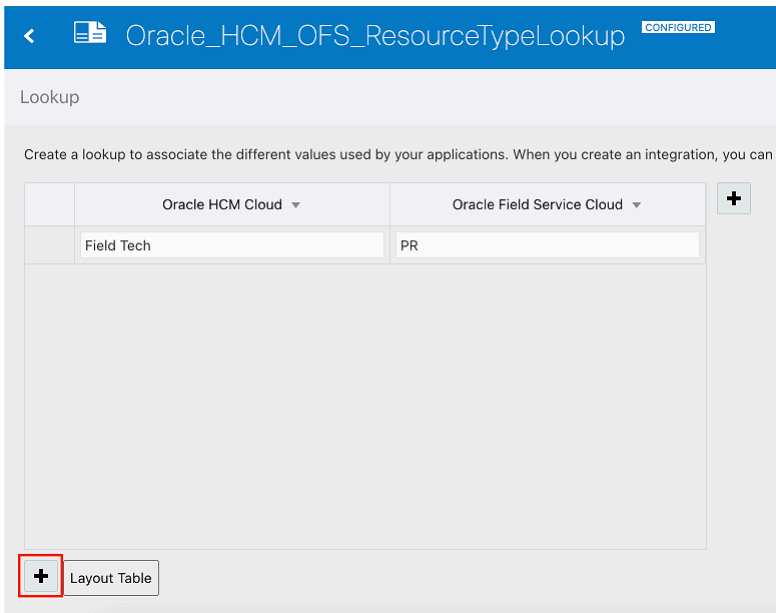 Oracle_HCM_OFS_ResourceTypeLookup CONFIGURED
Lookup
Create a lookup to associate the different values used by your applications. When you create an integration, you can
Oracle HCM Cloud Oracle Field Service Cloud
Field Tech PR
Layout Table